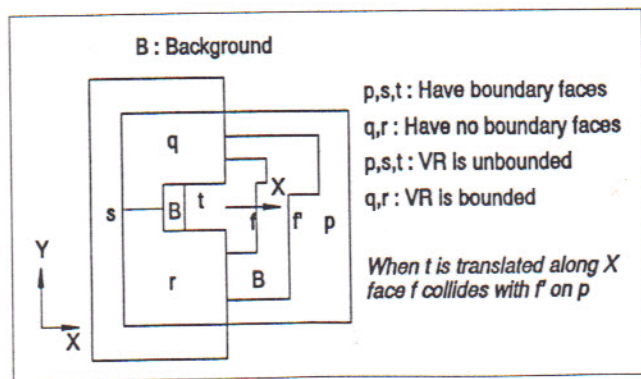 B : Background
p,s,t : Have boundary faces
q,r : Have no boundary faces
p,s,t : VR is unbounded
q,r : VR is bounded
When t is translated along X
face f collides with f' on p
q
t
X
s
B
f
f'
p
r
B
Y
X